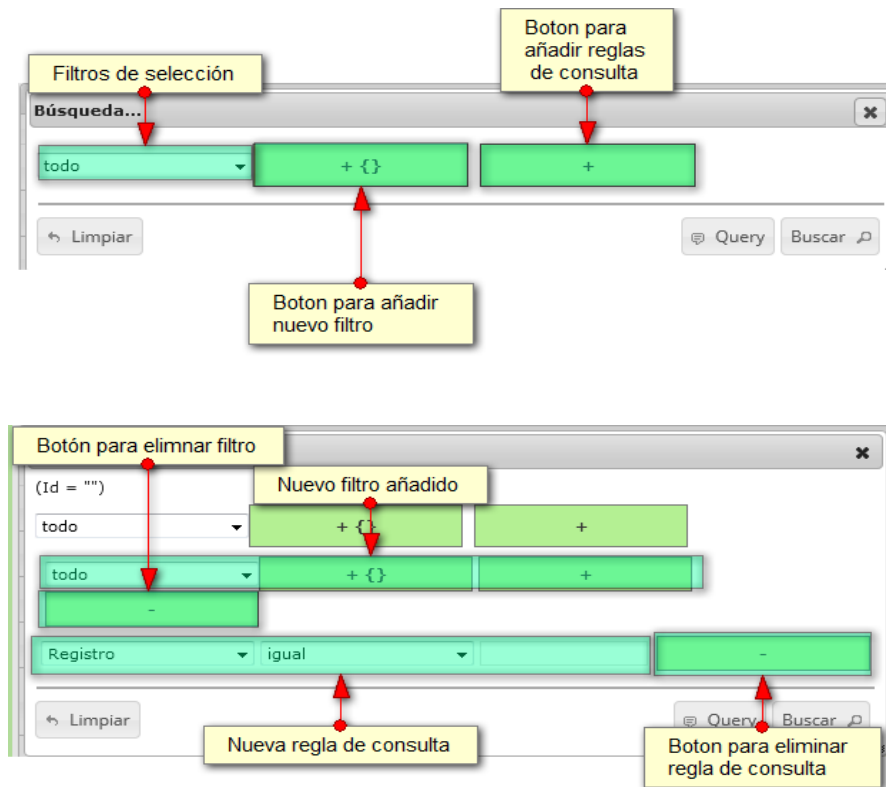 Boton para
añadir reglas
de consulta
Filtros de selección
Búsqueda...
todo
+ {}
+
Limpiar
Query
Buscar
Boton para añadir
nuevo filtro
Botón para elimnar filtro
(Id = "")
Nuevo filtro añadido
todo
+ {}
+
todo
+ {}
+
-
Registro
igual
-
Limpiar
Query
Buscar
Nueva regla de consulta
Boton para eliminar
regla de consulta